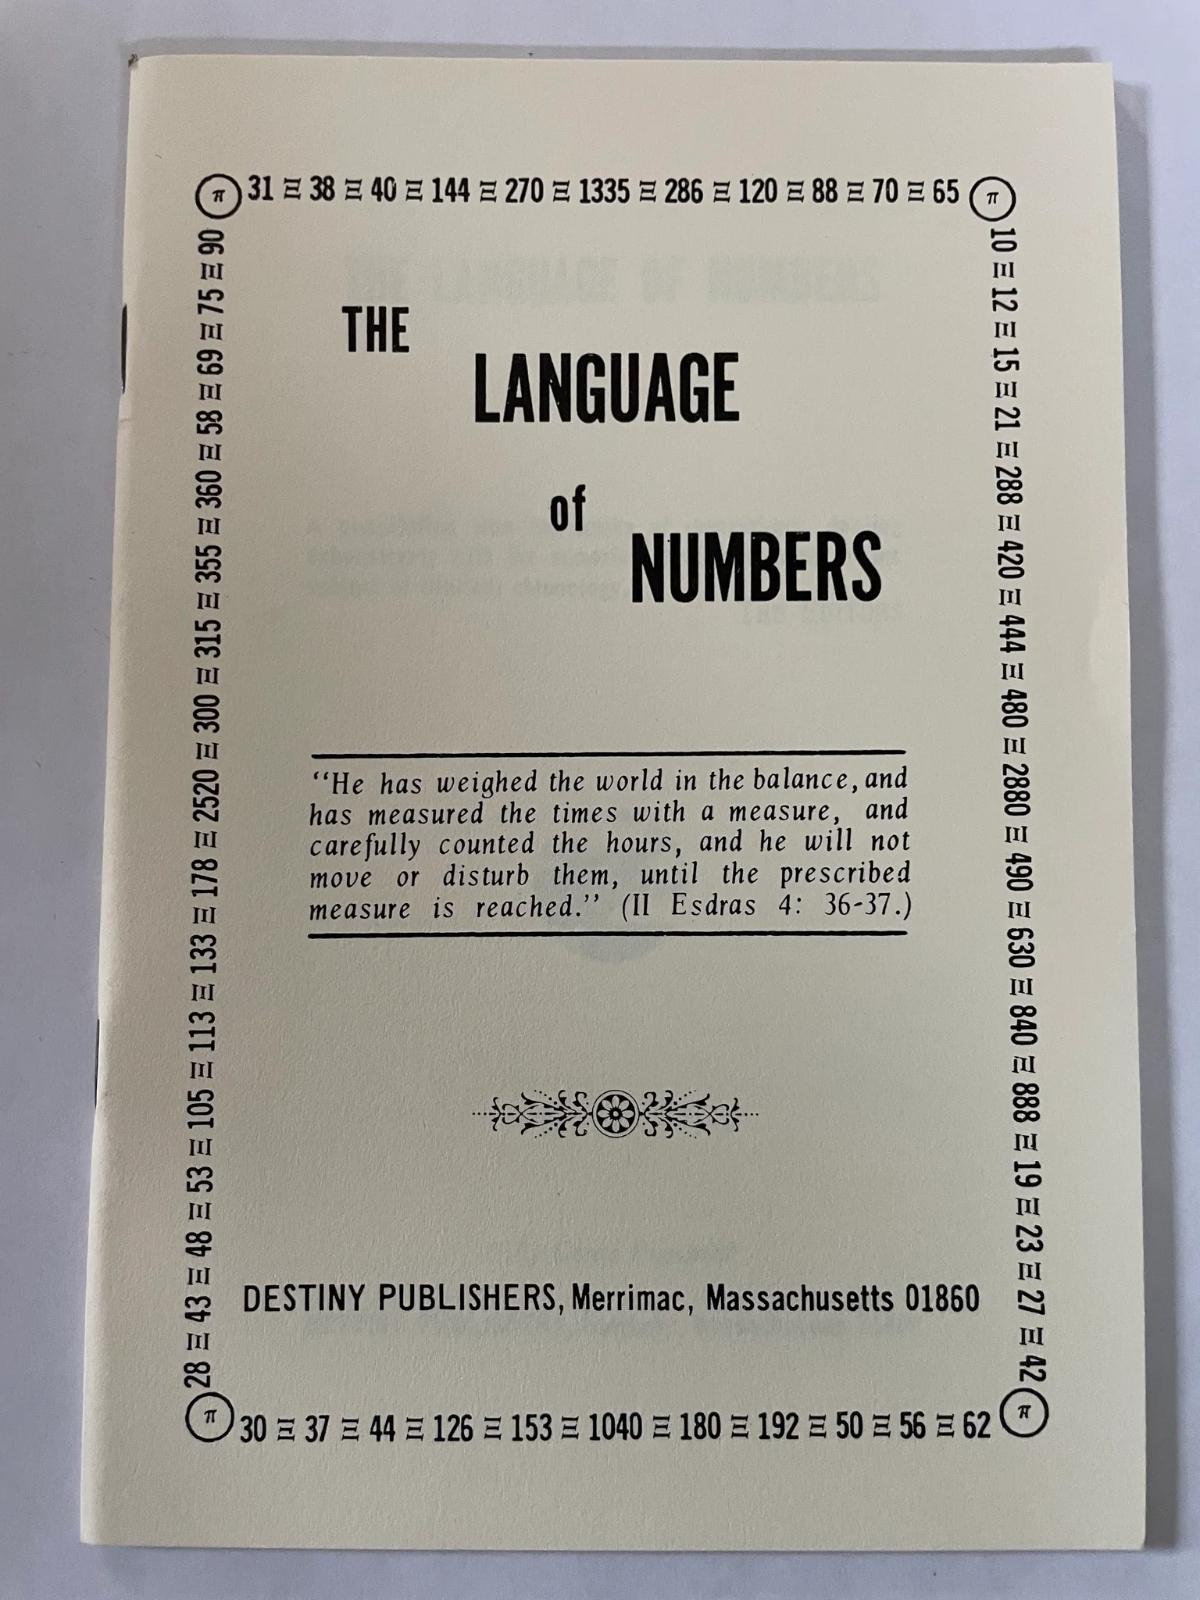 π 31 Ξ 38 Ξ 40 Ξ 144 Ξ 270 Ξ 1335 Ξ 286 Ξ 120 Ξ 88 Ξ 70 Ξ 65 π
10 Ξ 12 Ξ 15 Ξ 21 Ξ 288 Ξ 420 Ξ 444 Ξ 480 Ξ 2880 Ξ 490 Ξ 630 Ξ 840 Ξ 888 Ξ 19 Ξ 23 Ξ 27 Ξ 42
28 Ξ 43 Ξ 48 Ξ 53 Ξ 105 Ξ 113 Ξ 133 Ξ 178 Ξ 2520 Ξ 300 Ξ 315 Ξ 355 Ξ 360 Ξ 58 Ξ 69 Ξ 75 Ξ 90
THE
LANGUAGE
of
NUMBERS
“He has weighed the world in the balance, and
has measured the times with a measure, and
carefully counted the hours, and he will not
move or disturb them, until the prescribed
measure is reached.” (II Esdras 4: 36-37.)
DESTINY PUBLISHERS, Merrimac, Massachusetts 01860
π 30 Ξ 37 Ξ 44 Ξ 126 Ξ 153 Ξ 1040 Ξ 180 Ξ 192 Ξ 50 Ξ 56 Ξ 62 π